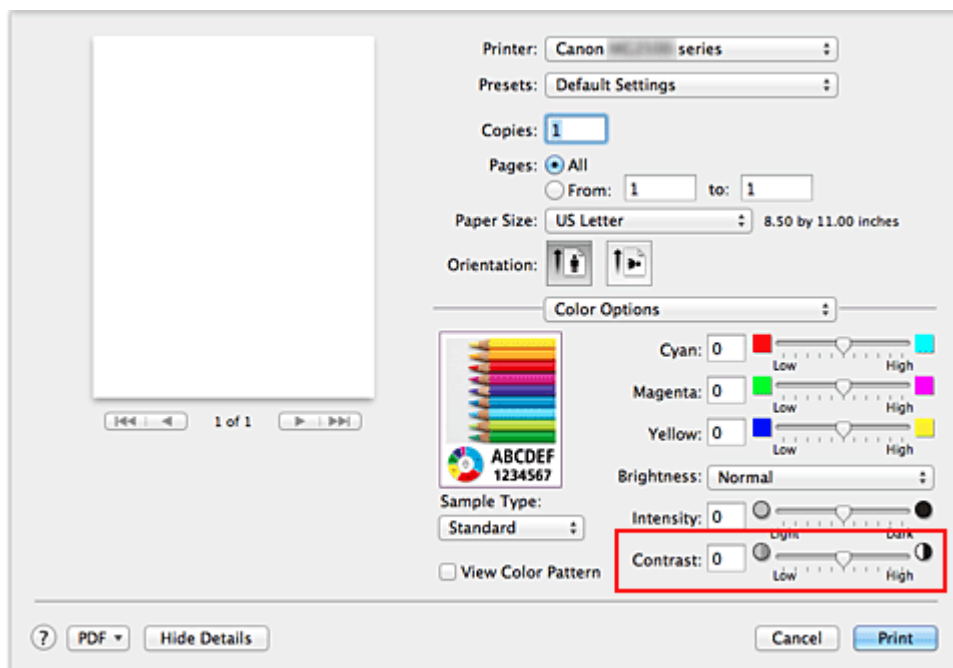 Printer: Canon series
Presets: Default Settings
Copies: 1
Pages: All
From: 1 to: 1
Paper Size: US Letter 8.50 by 11.00 inches
Orientation:
Color Options
Cyan: 0
Low High
Magenta: 0
Low High
Yellow: 0
Low High
ABCDEF
1234567
Brightness: Normal
Sample Type:
Standard
Intensity: 0
Light Dark
Contrast: 0
Low High
View Color Pattern
1 of 1
? PDF Hide Details Cancel Print